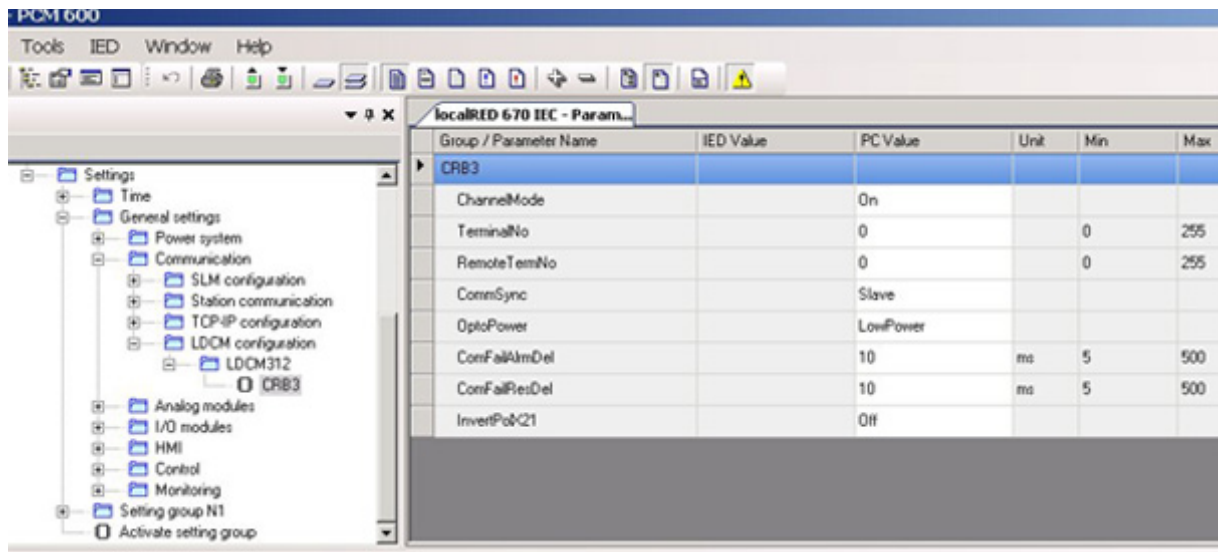 - PCM 600
Tools IED Window Help
localRED 670 IEC - Param...
Group / Parameter Name IED Value PC Value Unit Min Max
CRB3
ChannelMode On
TerminalNo 0 0 255
RemoteTermNo 0 0 255
CommSync Slave
OptoPower LowPower
ComFailAlrmDel 10 ms 5 500
ComFailResDel 10 ms 5 500
InvertPolX21 Off
Settings
Time
General settings
Power system
Communication
SLM configuration
Station communication
TCP-IP configuration
LDCM configuration
LDCM312
CRB3
Analog modules
I/O modules
HMI
Control
Monitoring
Setting group N1
Activate setting group